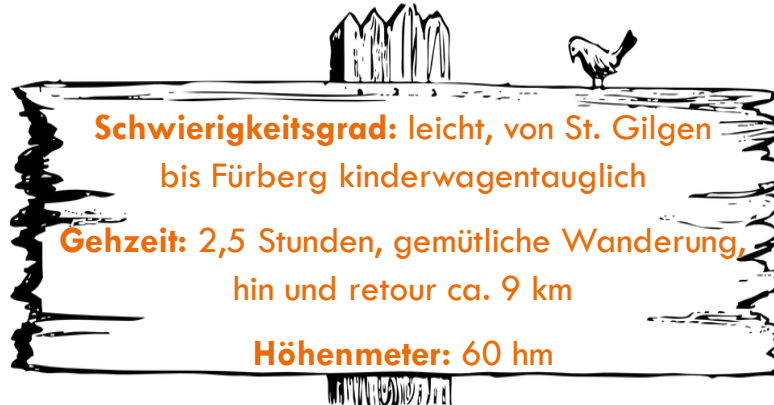 Schwierigkeitsgrad: leicht, von St. Gilgen
bis Fürberg kinderwagentauglich
Gehzeit: 2,5 Stunden, gemütliche Wanderung,
hin und retour ca. 9 km
Höhenmeter: 60 hm